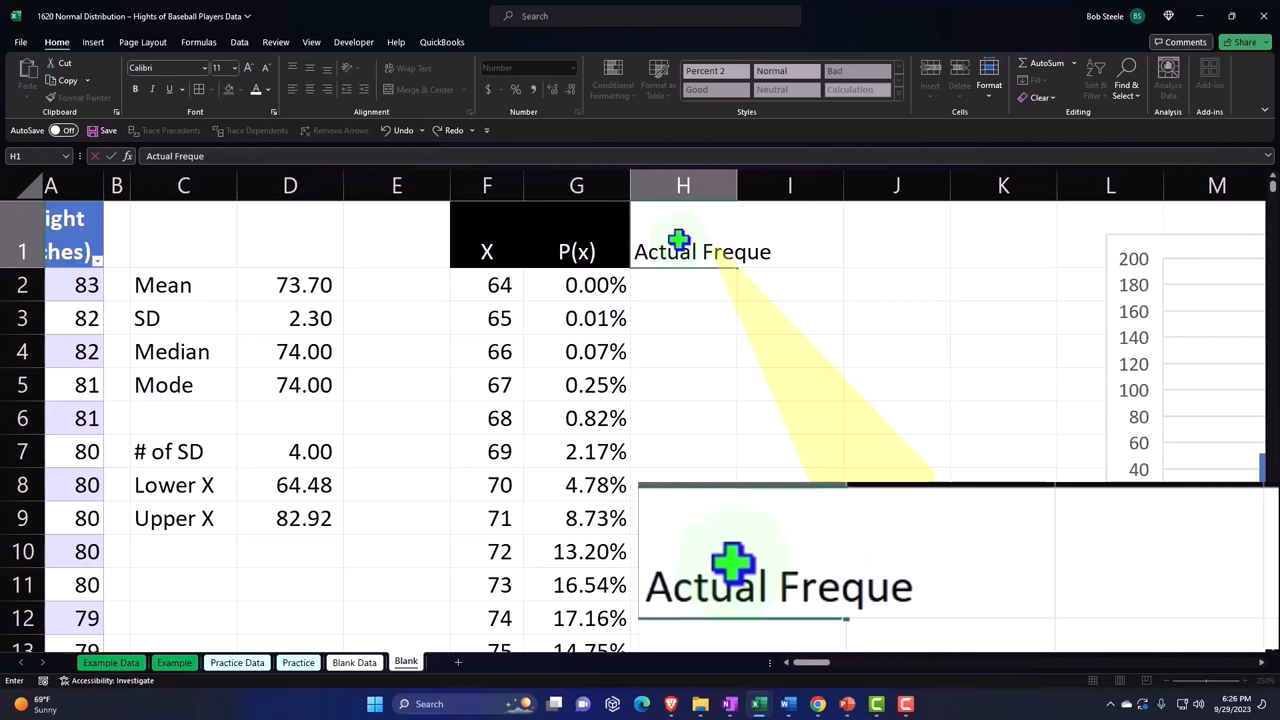 1620 Normal Distribution – Hights of Baseball Players Data
Search
Bob Steele BS
File Home Insert Page Layout Formulas Data Review View Developer Help QuickBooks
Comments Share
Paste Cut Copy Format Painter Clipboard
Calibri 11 B I U A Font
Wrap Text Merge & Center Alignment
Number $ % Number
Conditional Formatting Format as Table
Percent 2 Normal Bad
Good Neutral Calculation
Styles
Insert Delete Format Cells
AutoSum Fill Clear Sort & Filter Find & Select Editing
Analyze Data Analysis
Add-ins Add-ins
AutoSave Off Save Trace Precedents Trace Dependents Remove Arrows Undo Redo
H1 fx Actual Freque
A B C D E F G H I J K L M
ight
1 ches) X P(x) Actual Freque
2 83 Mean 73.70 64 0.00%
3 82 SD 2.30 65 0.01%
4 82 Median 74.00 66 0.07%
5 81 Mode 74.00 67 0.25%
6 81 68 0.82%
7 80 # of SD 4.00 69 2.17%
8 80 Lower X 64.48 70 4.78%
9 80 Upper X 82.92 71 8.73%
10 80 72 13.20%
11 80 73 16.54%
12 79 74 17.16%
13 79 75 14.75%
200
180
160
140
120
100
80
60
40
Actual Freque
Example Data Example Practice Data Practice Blank Data Blank
Enter Accessibility: Investigate 250%
69°F
Sunny
Search
6:26 PM
9/29/2023